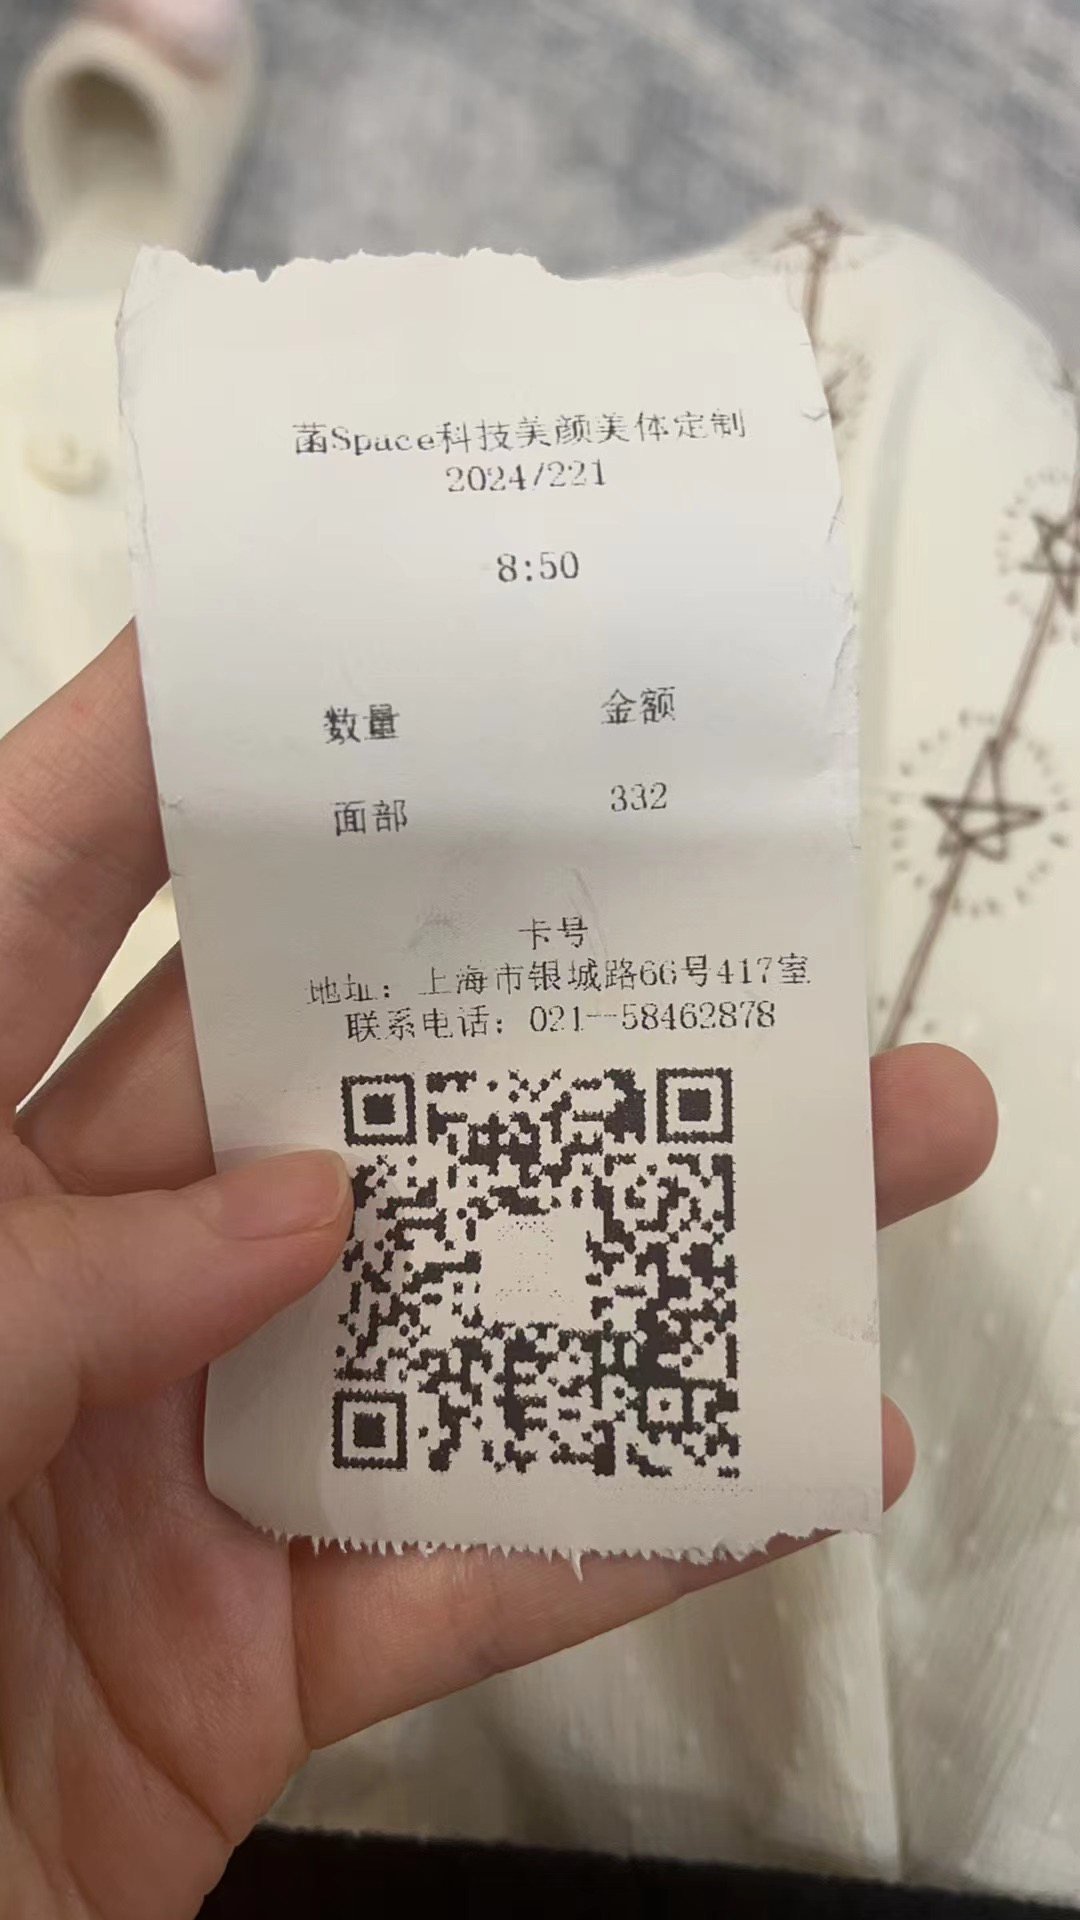 菡Space科技美颜美体定制
2024/221
8:50
数量 金额
面部 332
卡号
地址：上海市银城路66号417室
联系电话：021--58462878